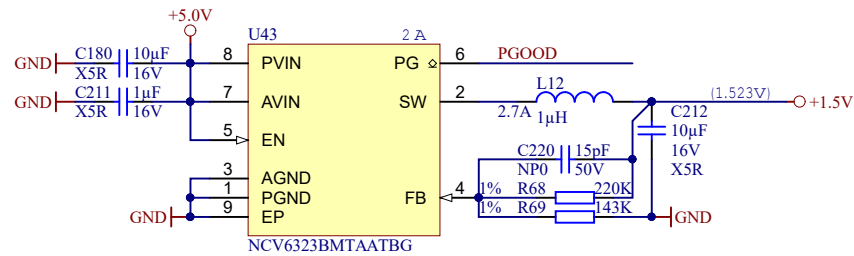 +5.0V
U43
2 A
GND C180 10µF
X5R 16V
8 PVIN
PG 6 PGOOD
GND C211 1µF
X5R 16V
7 AVIN
SW 2
L12
2.7A 1µH
(1.523V)
+1.5V
C212
10µF
16V
X5R
5 EN
C220 15pF
NP0 50V
3 AGND
1 PGND
9 EP
GND
FB 4
1% R68 220K
1% R69 143K
GND
NCV6323BMTAATBG